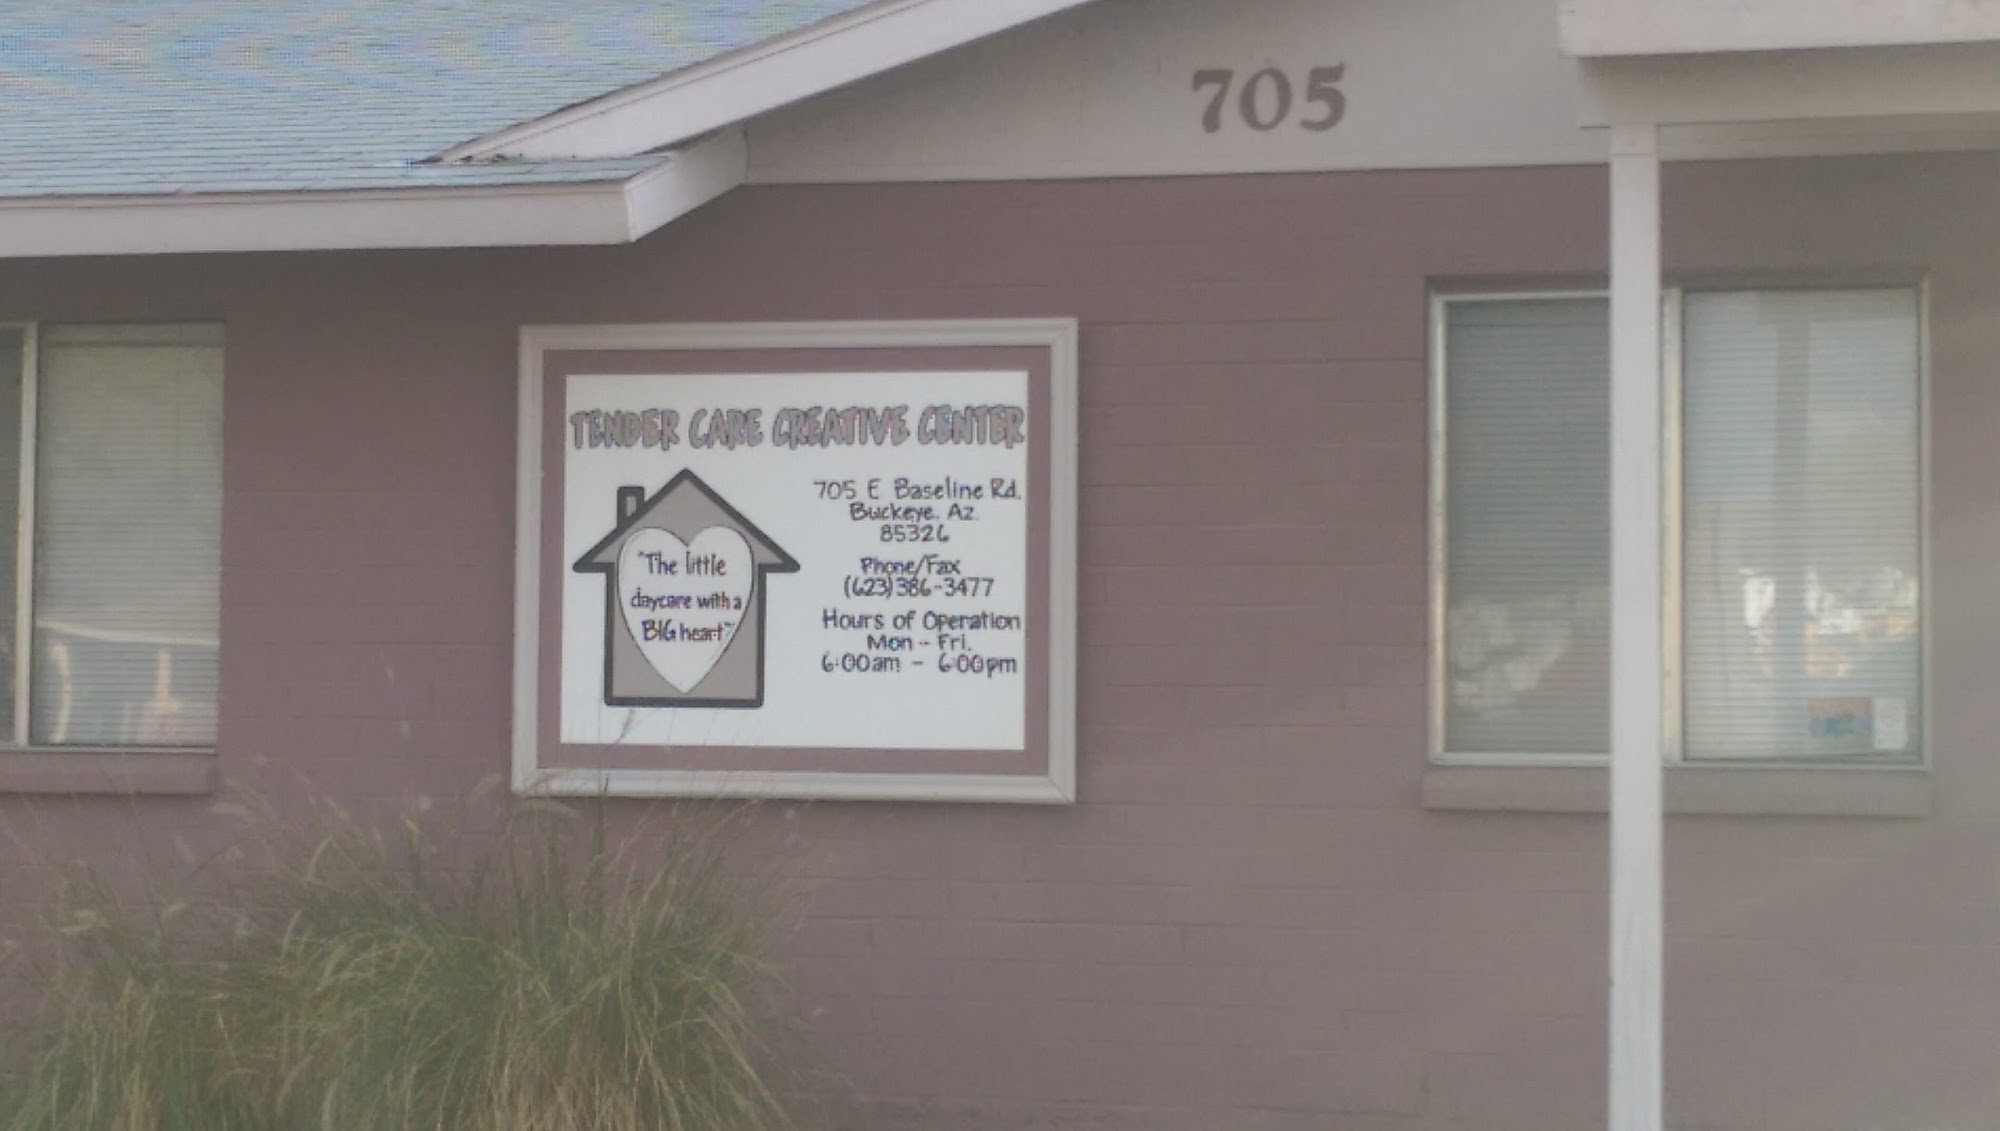 705
TENDER CARE CREATIVE CENTER
"The little
daycare with a
BIG heart"
705 E Baseline Rd.
Buckeye, Az.
85326
Phone/Fax
(623)386-3477
Hours of Operation
Mon - Fri.
6:00am - 6:00pm